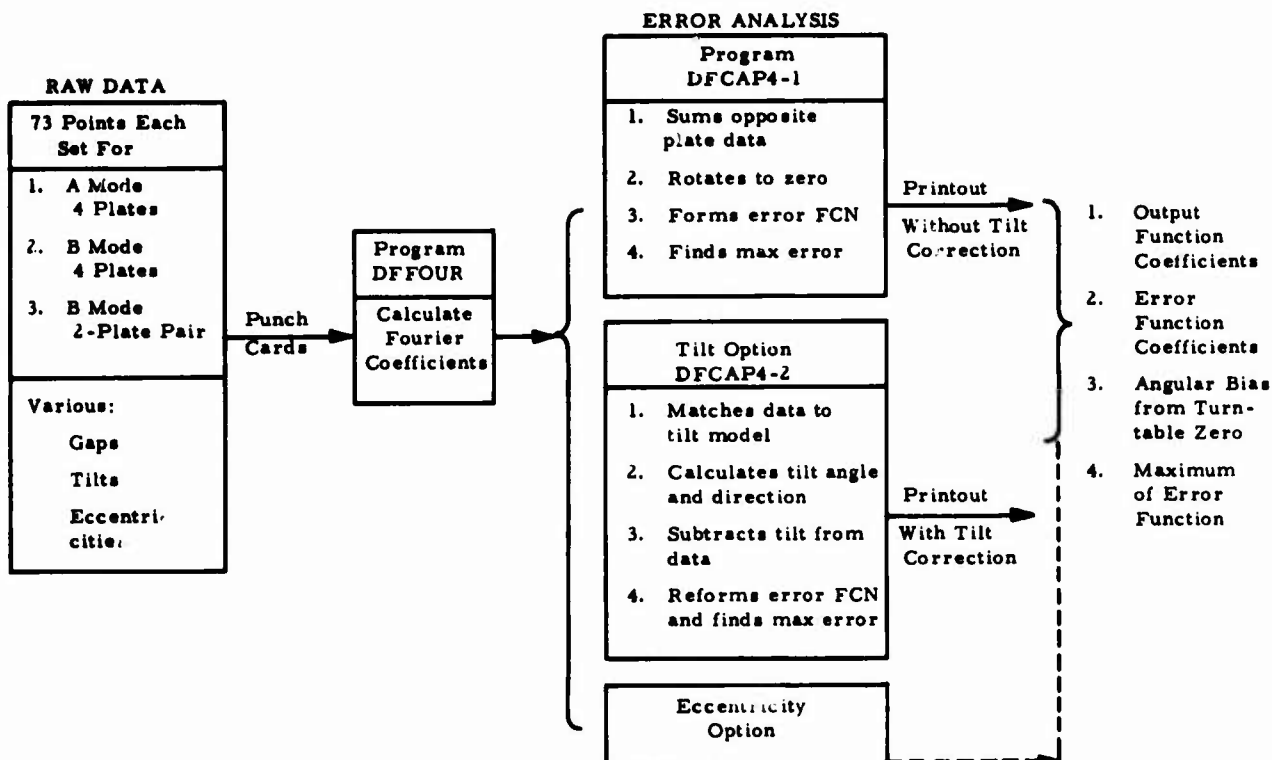 RAW DATA
73 Points Each
Set For
1. A Mode
4 Plates
2. B Mode
4 Plates
3. B Mode
2-Plate Pair
Various:
Gaps
Tilts
Eccentri-
cities
Punch
Cards
Program
DFFOUR
Calculate
Fourier
Coefficients
ERROR ANALYSIS
Program
DFCAP4-1
1. Sums opposite
plate data
2. Rotates to zero
3. Forms error FCN
4. Finds max error
Tilt Option
DFCAP4-2
1. Matches data to
tilt model
2. Calculates tilt angle
and direction
3. Subtracts tilt from
data
4. Reforms error FCN
and finds max error
Eccentricity
Option
Printout
Without Tilt
Correction
Printout
With Tilt
Correction
1. Output
Function
Coefficients
2. Error
Function
Coefficients
3. Angular Bias
from Turn-
table Zero
4. Maximum
of Error
Function